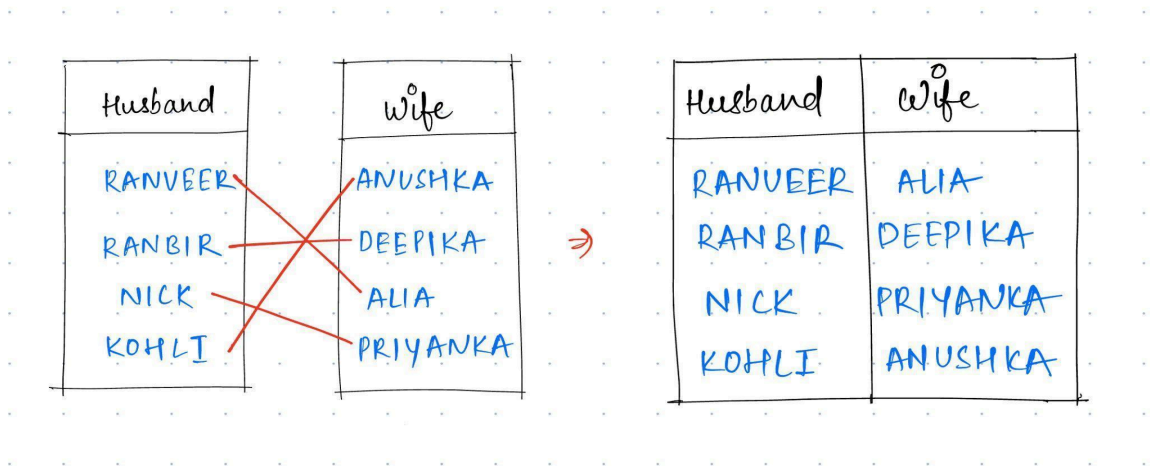 Husband
Wife
RANVEER
ANUSHKA
RANBIR
DEEPIKA
NICK
ALIA
KOHLI
PRIYANKA
Husband Wife
RANVEER ALIA
RANBIR DEEPIKA
NICK PRIYANKA
KOHLI ANUSHKA